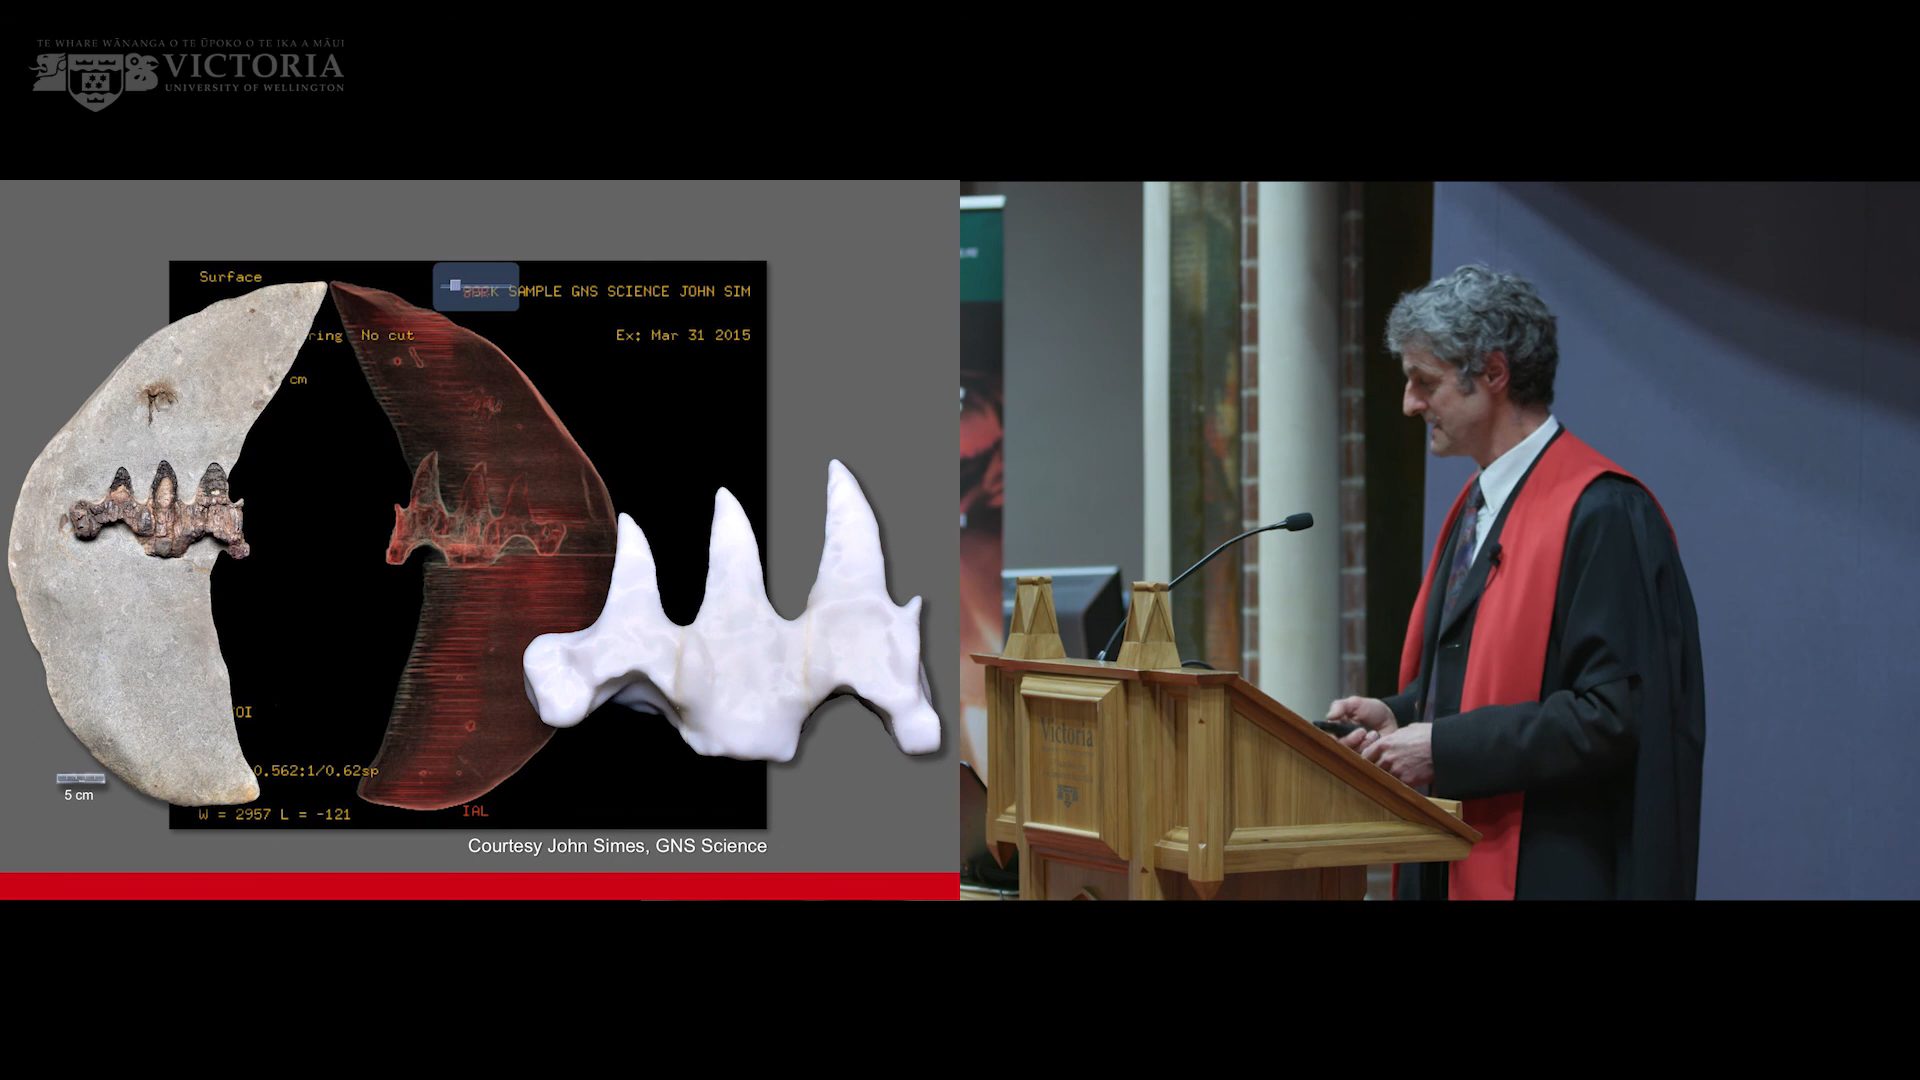 TE WHARE WĀNANGA O TE ŪPOKO O TE IKA A MĀUI
VICTORIA
UNIVERSITY OF WELLINGTON
Surface
SAMPLE GNS SCIENCE JOHN SIM
ring No cut
Ex: Mar 31 2015
cm
OI
0.562:1/0.62sp
5 cm
W = 2957 L = -121
IAL
Courtesy John Simes, GNS Science
Victoria